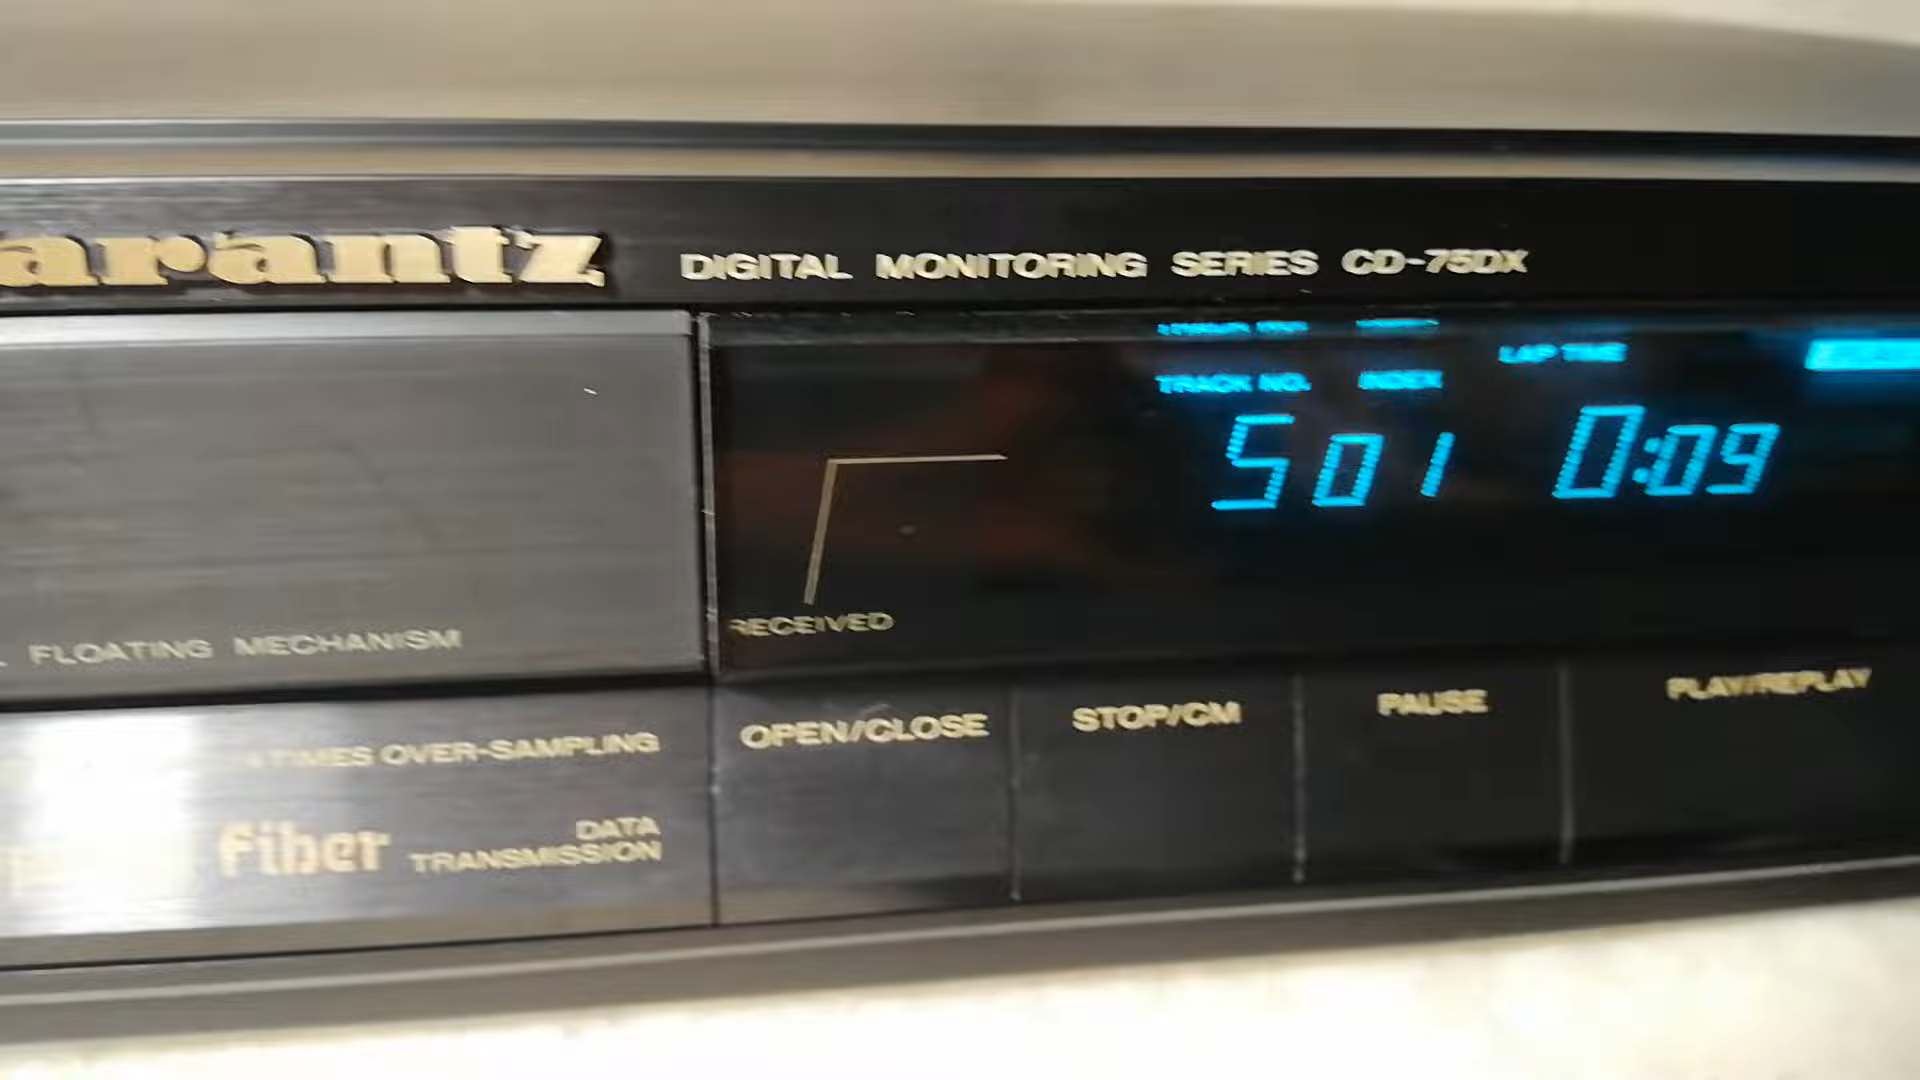 arantz DIGITAL MONITORING SERIES CD-75DX
LAP TIME
TRACK NO. INDEX
5 01 0:09
RECEIVED
FLOATING MECHANISM
OPEN/CLOSE STOP/CM PAUSE PLAY/REPLAY
TIMES OVER-SAMPLING
fiber DATA
TRANSMISSION